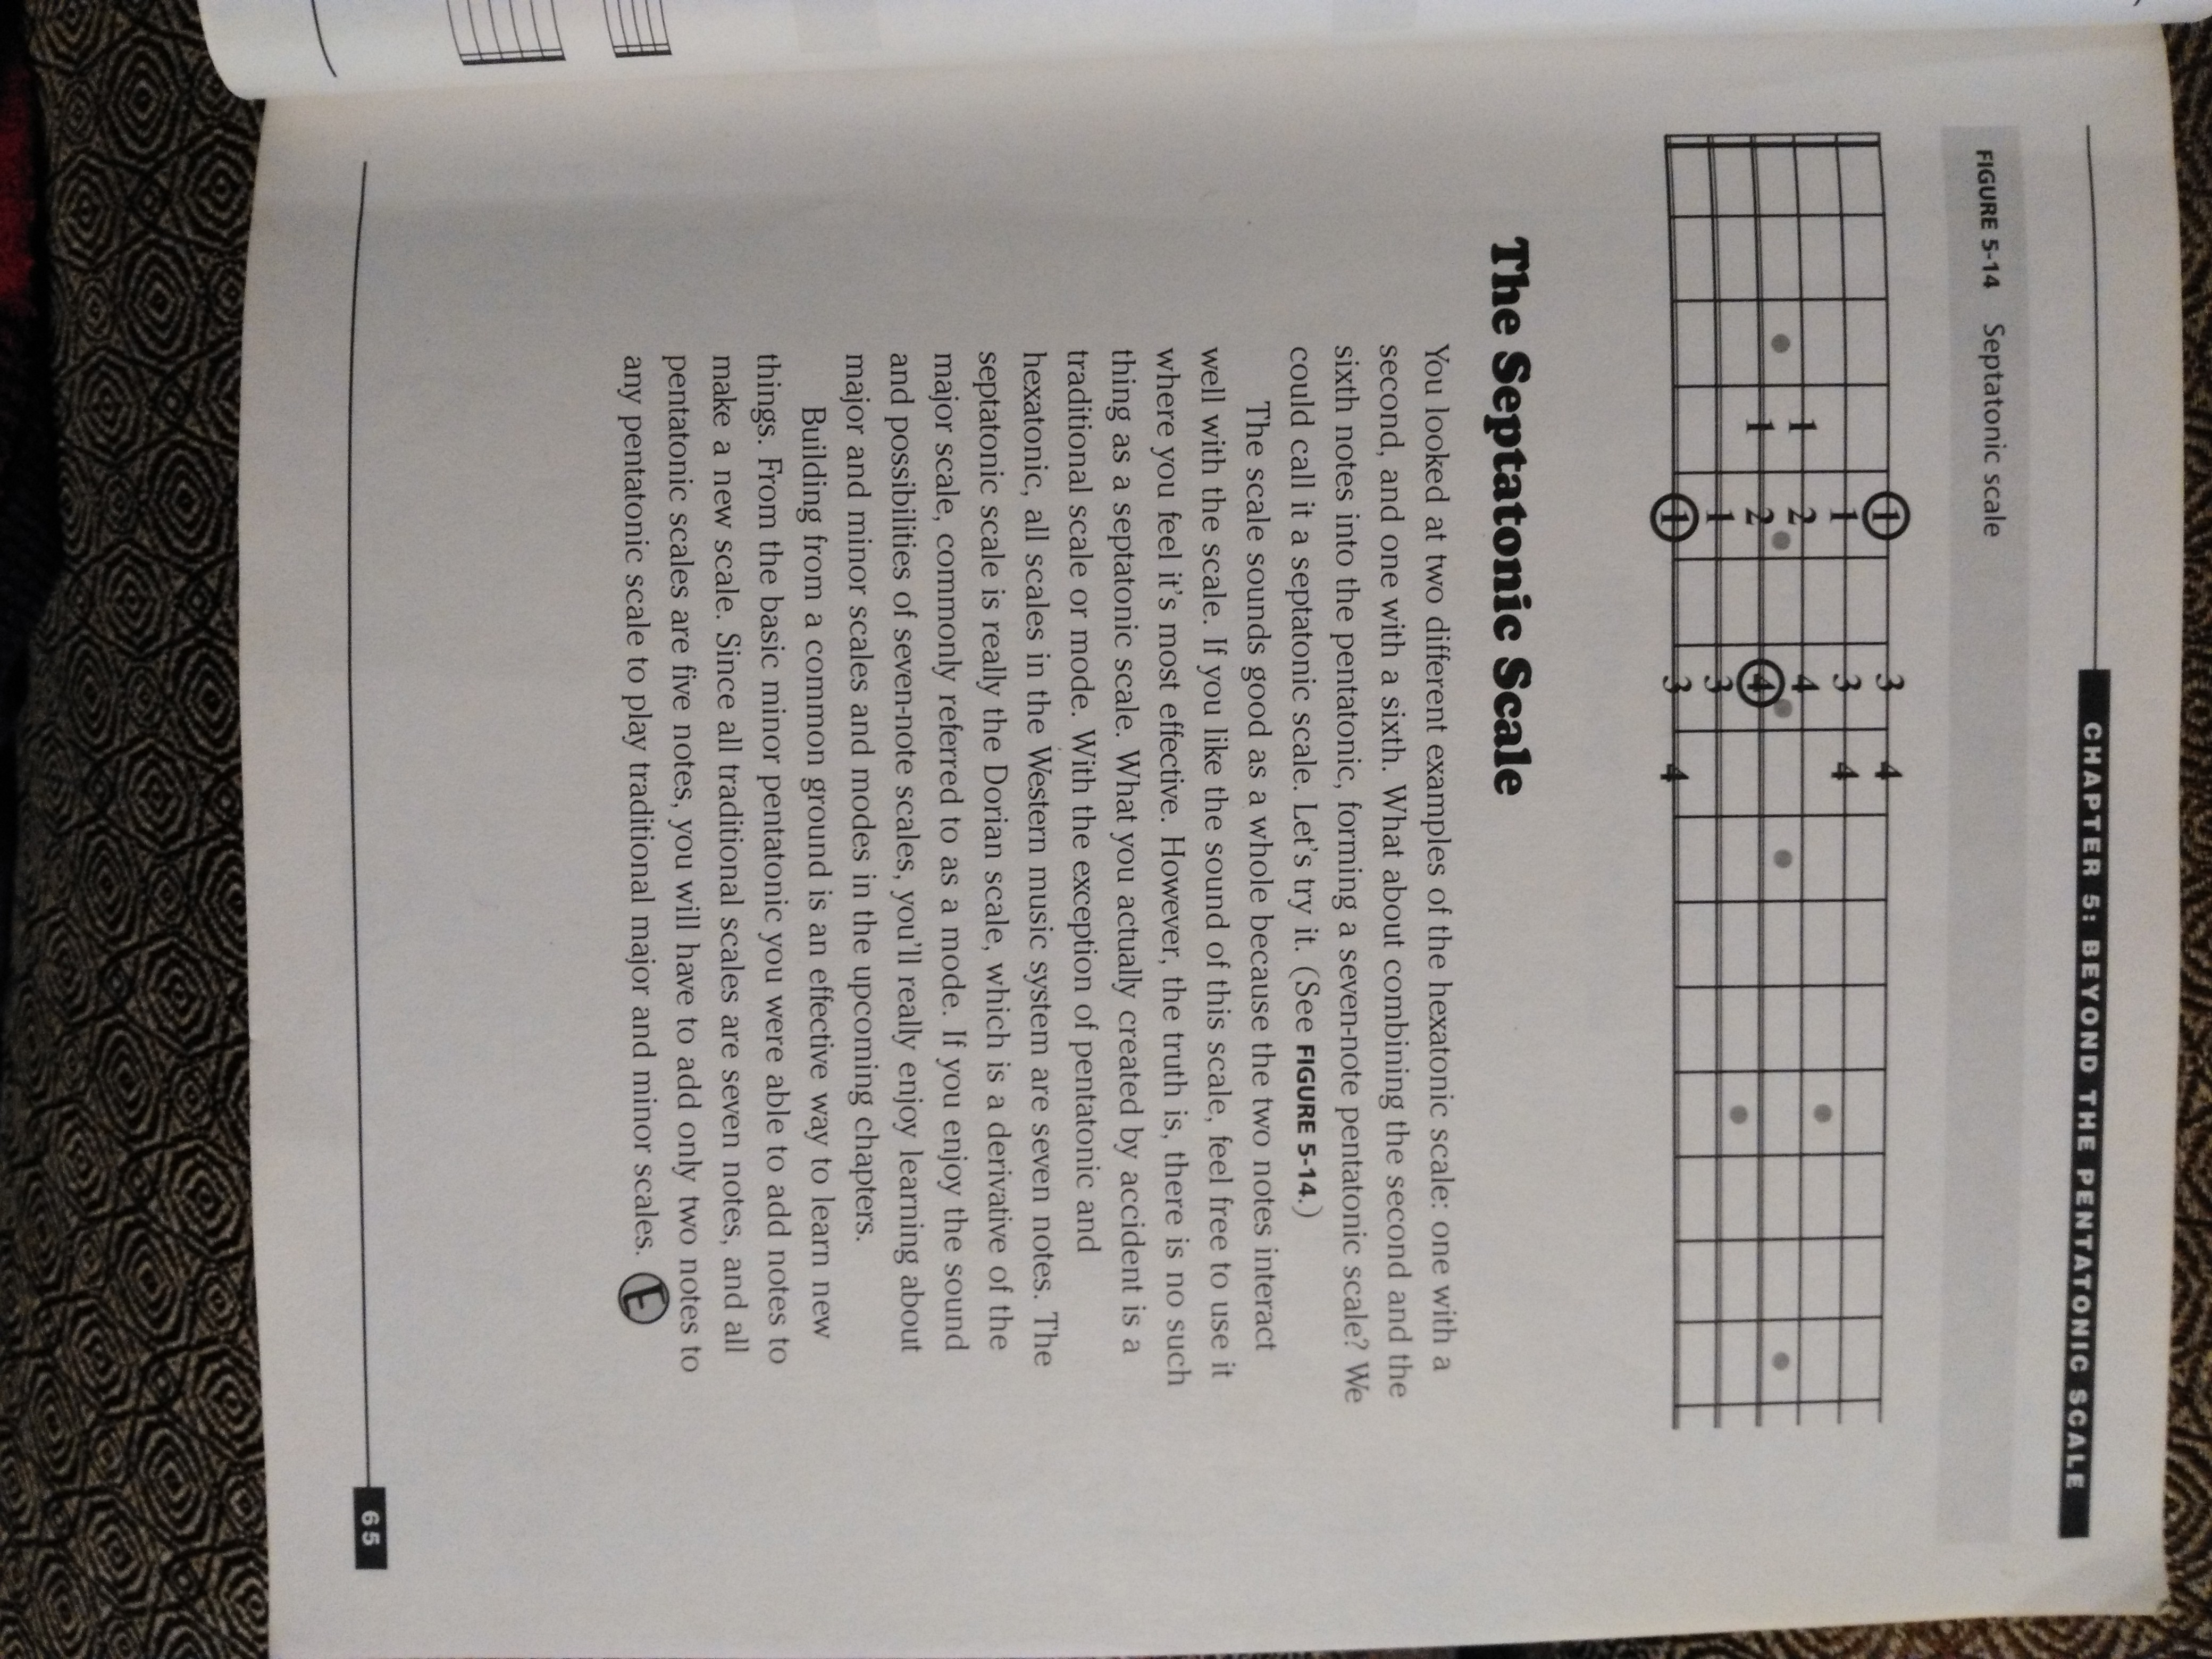 CHAPTER 5: BEYOND THE PENTATONIC SCALE
FIGURE 5-14 Septatonic scale
1 3 4
1 3 4
1 2 4
1 2 4
1 3
1 3 4
The Septatonic Scale
You looked at two different examples of the hexatonic scale: one with a
second, and one with a sixth. What about combining the second and the
sixth notes into the pentatonic, forming a seven-note pentatonic scale? We
could call it a septatonic scale. Let's try it. (See FIGURE 5-14.)
The scale sounds good as a whole because the two notes interact
well with the scale. If you like the sound of this scale, feel free to use it
where you feel it's most effective. However, the truth is, there is no such
thing as a septatonic scale. What you actually created by accident is a
traditional scale or mode. With the exception of pentatonic and
hexatonic, all scales in the Western music system are seven notes. The
septatonic scale is really the Dorian scale, which is a derivative of the
major scale, commonly referred to as a mode. If you enjoy the sound
and possibilities of seven-note scales, you'll really enjoy learning about
major and minor scales and modes in the upcoming chapters.
Building from a common ground is an effective way to learn new
things. From the basic minor pentatonic you were able to add notes to
make a new scale. Since all traditional scales are seven notes, and all
pentatonic scales are five notes, you will have to add only two notes to
any pentatonic scale to play traditional major and minor scales. E
65